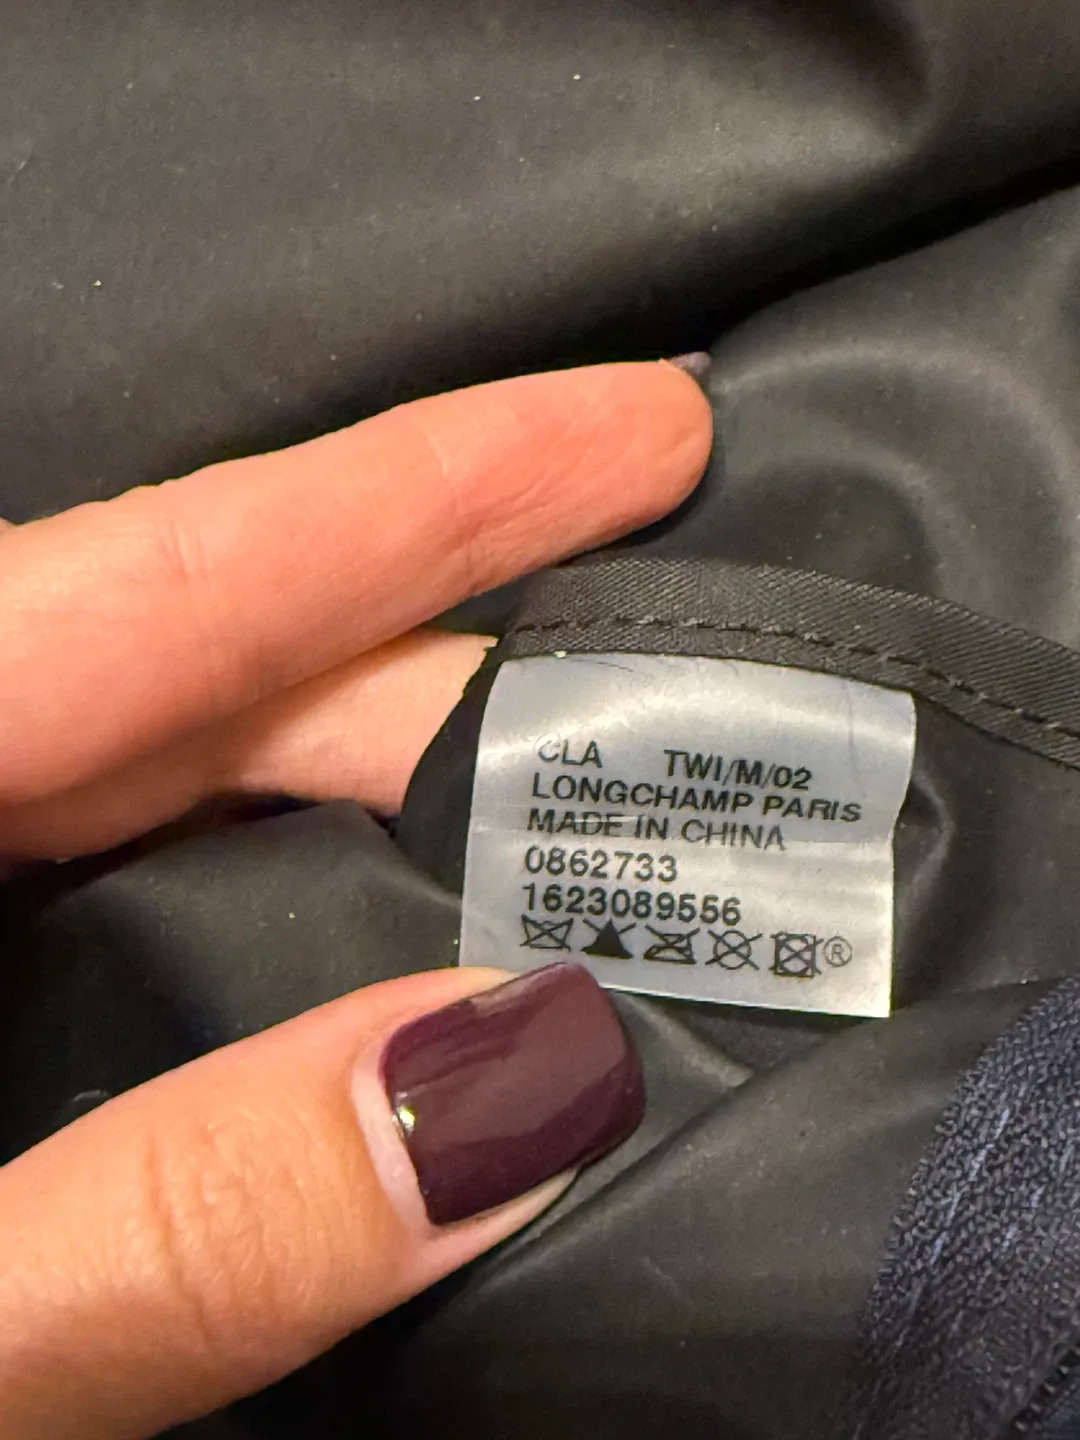 CLA TWI/M/02
LONGCHAMP PARIS
MADE IN CHINA
0862733
1623089556
®